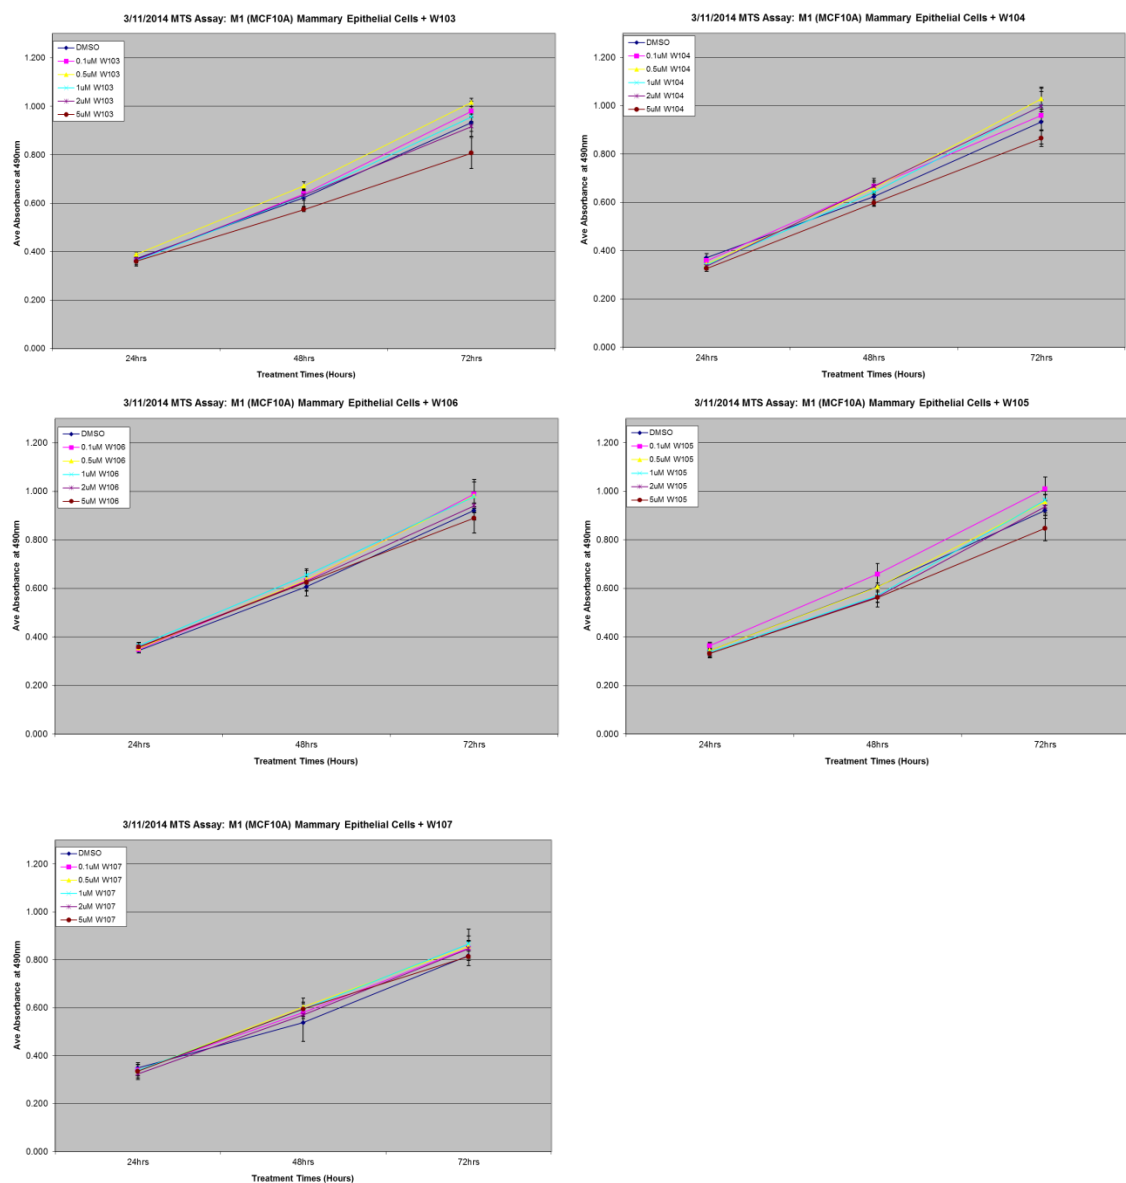 3/11/2014 MTS Assay: M1 (MCF10A) Mammary Epithelial Cells + W103
DMSO
0.1uM W103
0.5uM W103
1uM W103
2uM W103
5uM W103
1.200
1.000
0.800
0.600
0.400
0.200
0.000
Ave Absorbance at 490nm
24hrs
48hrs
72hrs
Treatment Times (Hours)
3/11/2014 MTS Assay: M1 (MCF10A) Mammary Epithelial Cells + W104
DMSO
0.1uM W104
0.5uM W104
1uM W104
2uM W104
5uM W104
1.200
1.000
0.800
0.600
0.400
0.200
0.000
Ave Absorbance at 490nm
24hrs
48hrs
72hrs
Treatment Times (Hours)
3/11/2014 MTS Assay: M1 (MCF10A) Mammary Epithelial Cells + W106
DMSO
0.1uM W106
0.5uM W106
1uM W106
2uM W106
5uM W106
1.200
1.000
0.800
0.600
0.400
0.200
0.000
Ave Absorbance at 490nm
24hrs
48hrs
72hrs
Treatment Times (Hours)
3/11/2014 MTS Assay: M1 (MCF10A) Mammary Epithelial Cells + W105
DMSO
0.1uM W105
0.5uM W105
1uM W105
2uM W105
5uM W105
1.200
1.000
0.800
0.600
0.400
0.200
0.000
Ave Absorbance at 490nm
24hrs
48hrs
72hrs
Treatment Times (Hours)
3/11/2014 MTS Assay: M1 (MCF10A) Mammary Epithelial Cells + W107
DMSO
0.1uM W107
0.5uM W107
1uM W107
2uM W107
5uM W107
1.200
1.000
0.800
0.600
0.400
0.200
0.000
Ave Absorbance at 490nm
24hrs
48hrs
72hrs
Treatment Times (Hours)